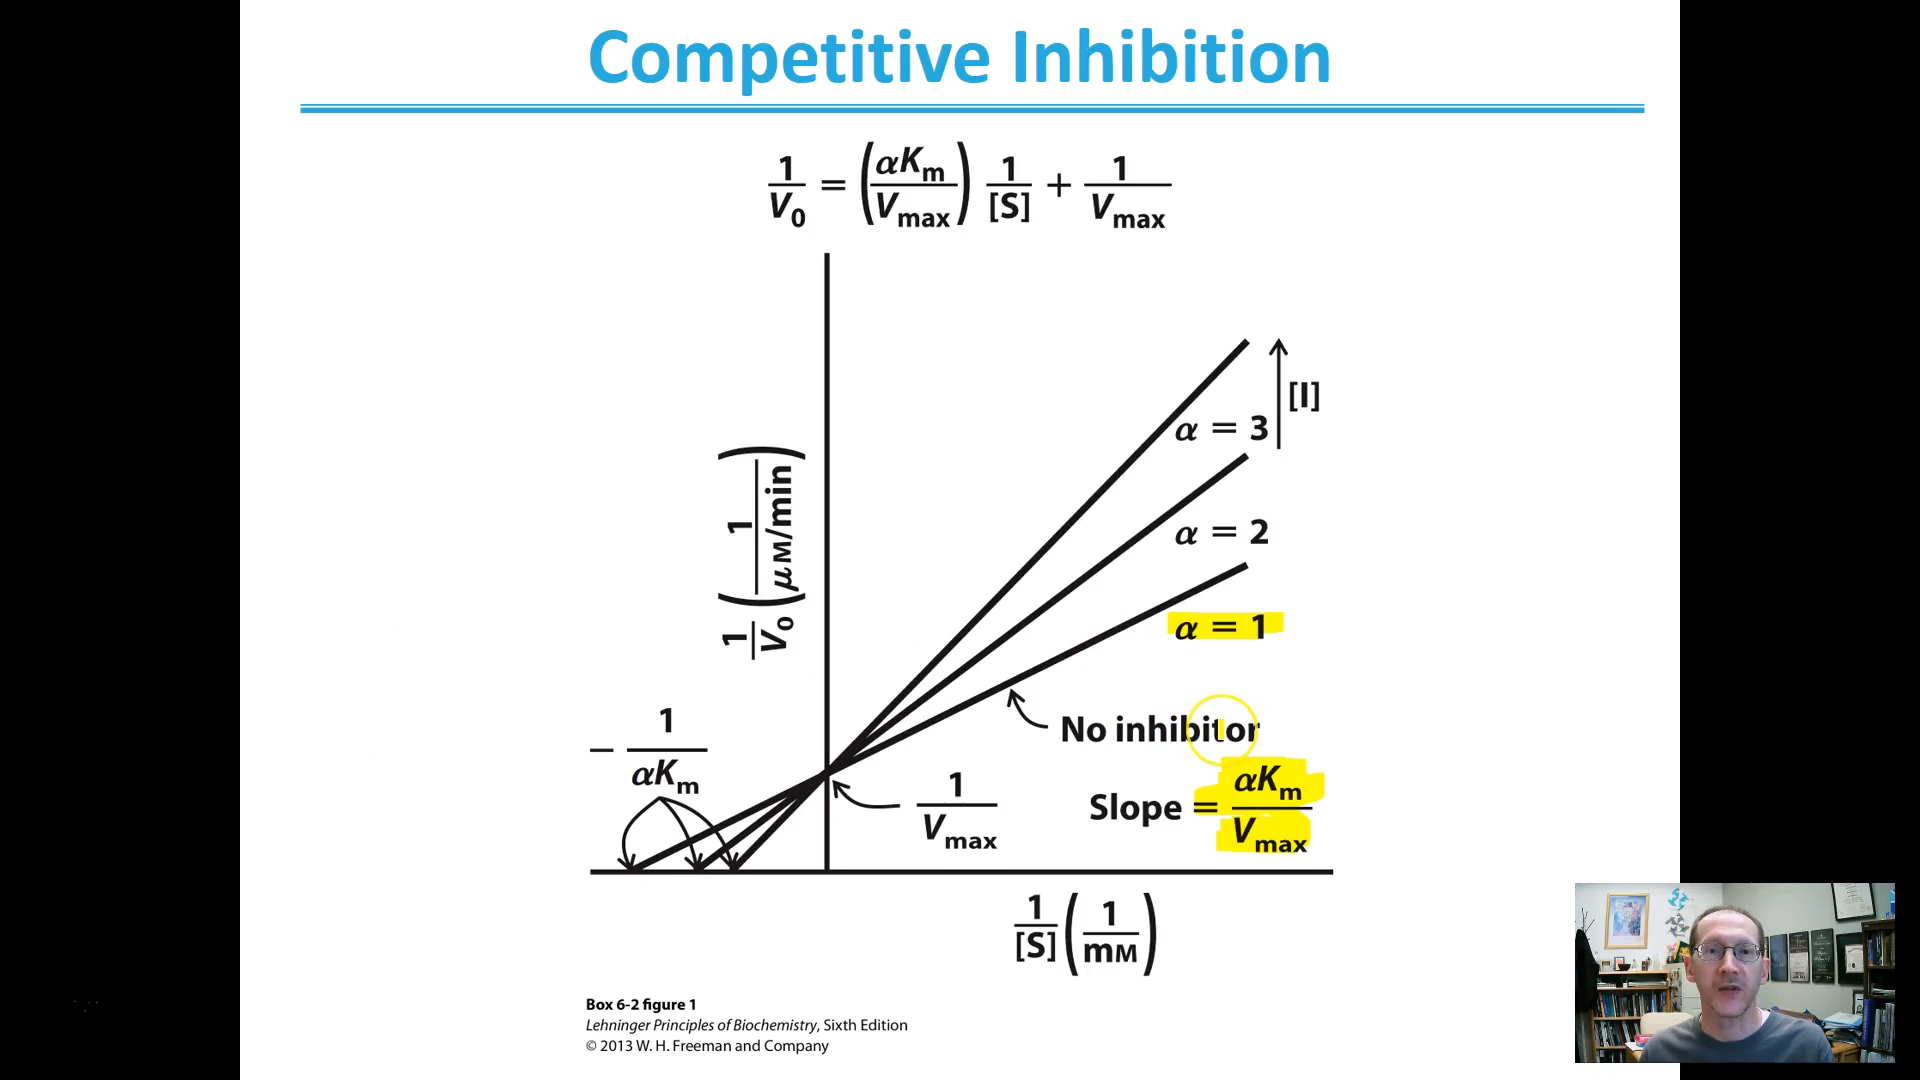 Competitive Inhibition
1/V0 = (αKm/Vmax) 1/[S] + 1/Vmax
[I]
α = 3
α = 2
α = 1
1/V0 (1/μM/min)
No inhibitor
− 1/αKm
1/Vmax
Slope = αKm/Vmax
1/[S] (1/mM)
Box 6-2 figure 1
Lehninger Principles of Biochemistry, Sixth Edition
© 2013 W. H. Freeman and Company